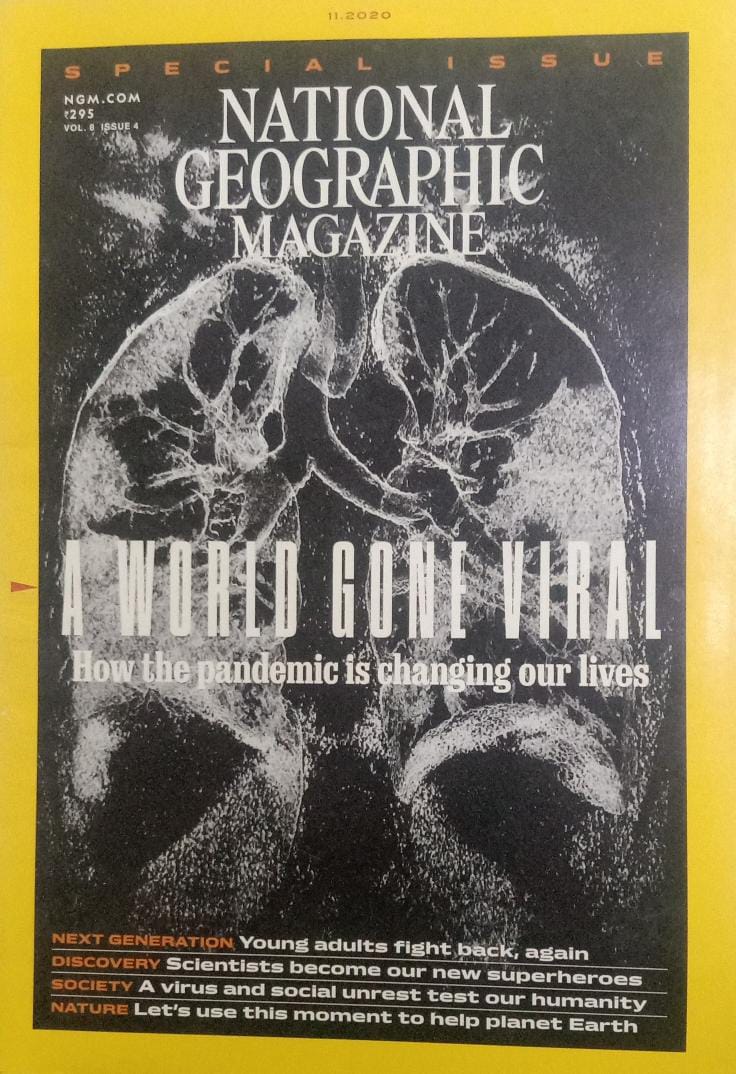 11.2020
SPECIAL ISSUE
NGM.COM
₹295
VOL. 8 ISSUE 4
NATIONAL
GEOGRAPHIC
MAGAZINE
A WORLD GONE VIRAL
How the pandemic is changing our lives
NEXT GENERATION Young adults fight back, again
DISCOVERY Scientists become our new superheroes
SOCIETY A virus and social unrest test our humanity
NATURE Let's use this moment to help planet Earth